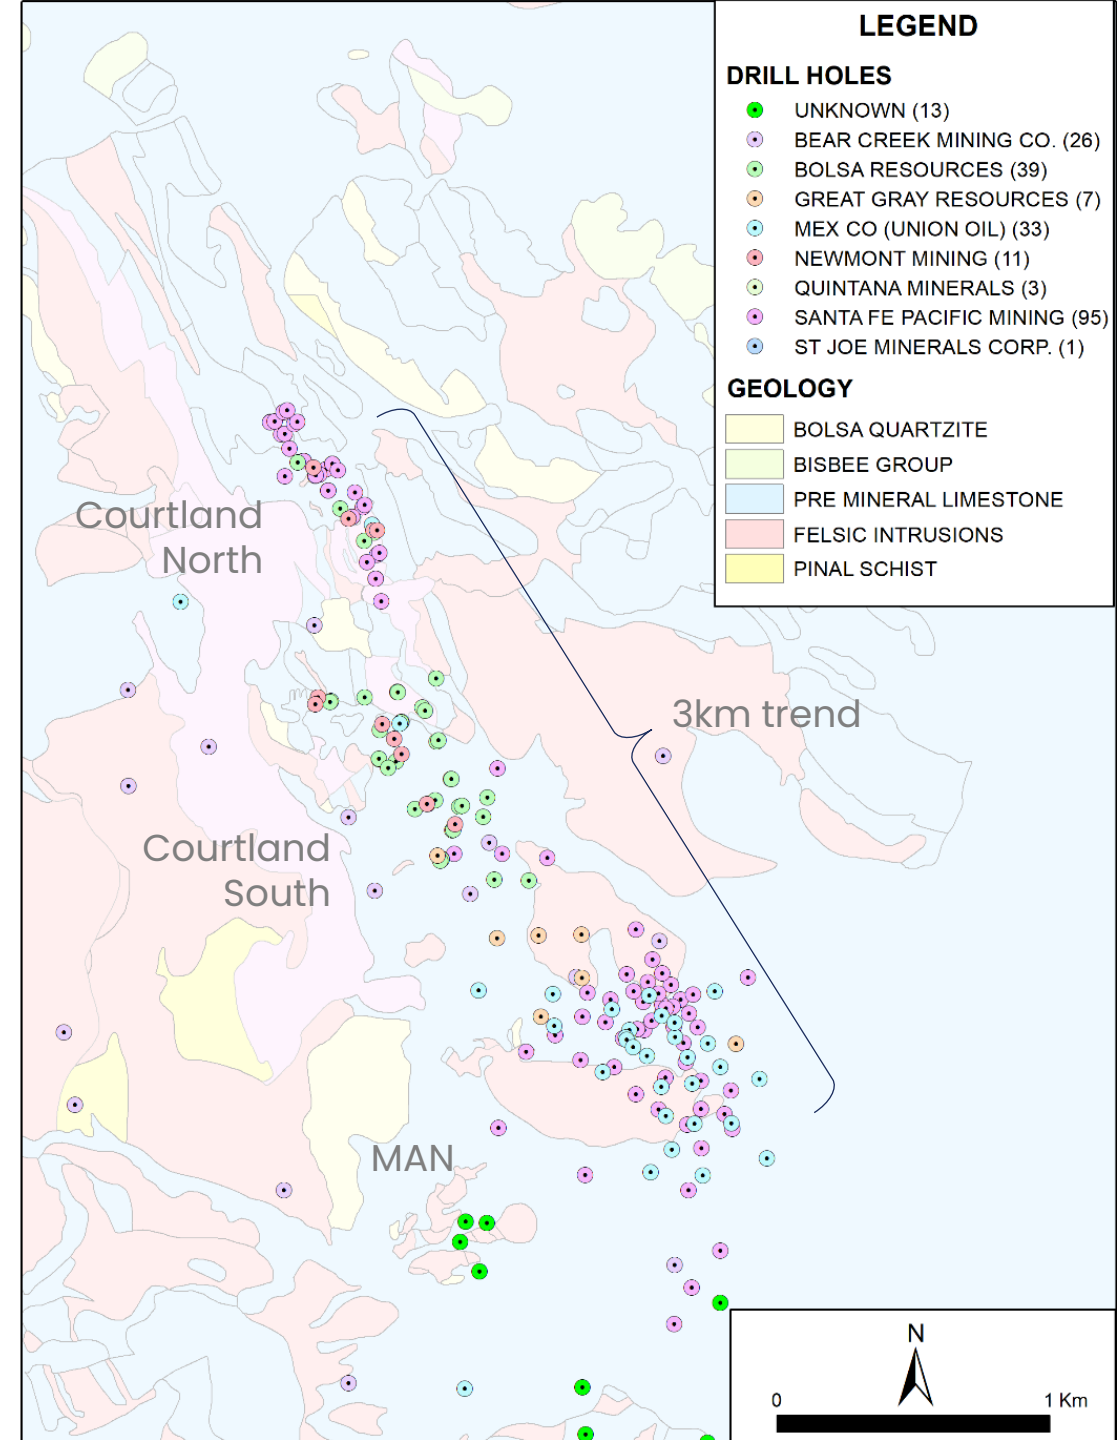 LEGEND
DRILL HOLES
UNKNOWN (13)
BEAR CREEK MINING CO. (26)
BOLSA RESOURCES (39)
GREAT GRAY RESOURCES (7)
MEX CO (UNION OIL) (33)
NEWMONT MINING (11)
QUINTANA MINERALS (3)
SANTA FE PACIFIC MINING (95)
ST JOE MINERALS CORP. (1)
GEOLOGY
BOLSA QUARTZITE
BISBEE GROUP
PRE MINERAL LIMESTONE
FELSIC INTRUSIONS
PINAL SCHIST
Courtland
North
3km trend
Courtland
South
MAN
N
0 1 Km